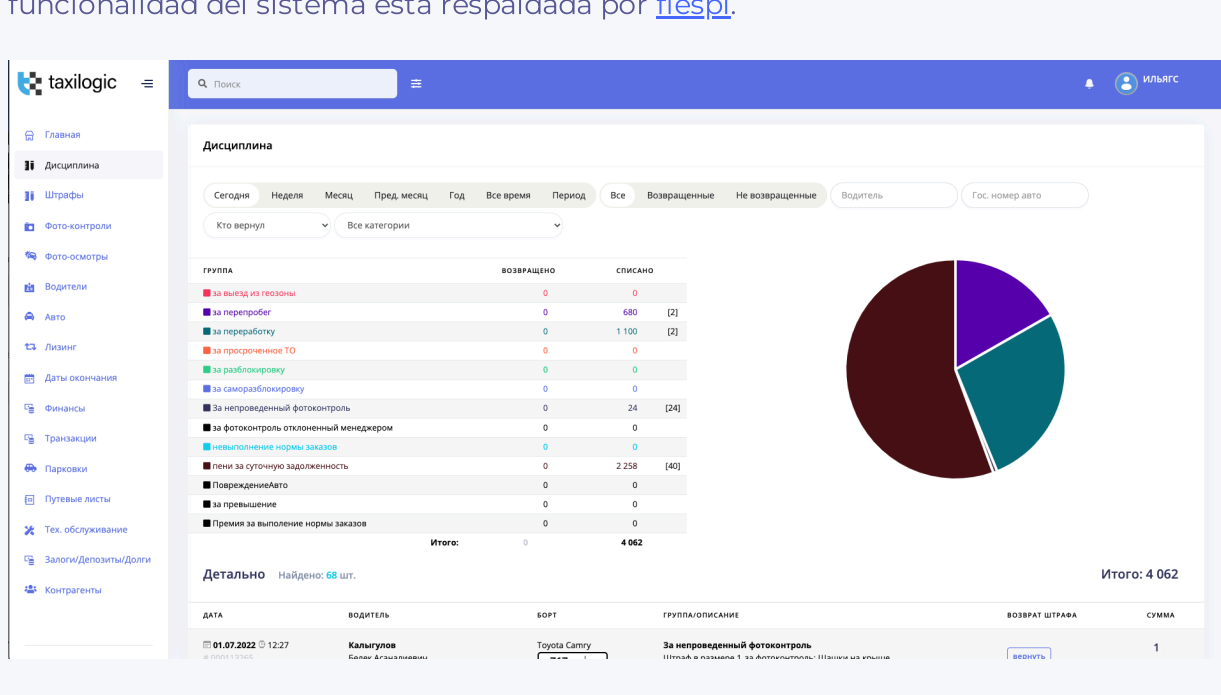 funcionalidad del sistema está respaldada por flespi.
taxilogic
Поиск
ИЛЬЯГС
Главная
Дисциплина
Штрафы
Фото-контроли
Фото-осмотры
Водители
Авто
Лизинг
Даты окончания
Финансы
Транзакции
Парковки
Путевые листы
Тех. обслуживание
Залоги/Депозиты/Долги
Контрагенты
Дисциплина
Сегодня Неделя Месяц Пред. месяц Год Все время Период Все Возвращенные Не возвращенные Водитель Гос. номер авто
Кто вернул Все категории
ГРУППА ВОЗВРАЩЕНО СПИСАНО
за выезд из геозоны 0 0
за перепробег 0 680 [2]
за переработку 0 1 100 [2]
за просроченное ТО 0 0
за разблокировку 0 0
за саморазблокировку 0 0
За непроведенный фотоконтроль 0 24 [24]
за фотоконтроль отклоненный менеджером 0 0
невыполнение нормы заказов 0 0
пени за суточную задолженность 0 2 258 [40]
ПовреждениеАвто 0 0
за превышение 0 0
Премия за выполение нормы заказов 0 0
Итого: 0 4 062
Детально Найдено: 68 шт. Итого: 4 062
ДАТА ВОДИТЕЛЬ БОРТ ГРУППА/ОПИСАНИЕ ВОЗВРАТ ШТРАФА СУММА
01.07.2022 12:27 Калыгулов Toyota Camry За непроведенный фотоконтроль 1
Штраф в размере 1 за фотоконтроль: Шашки на крыше вернуть